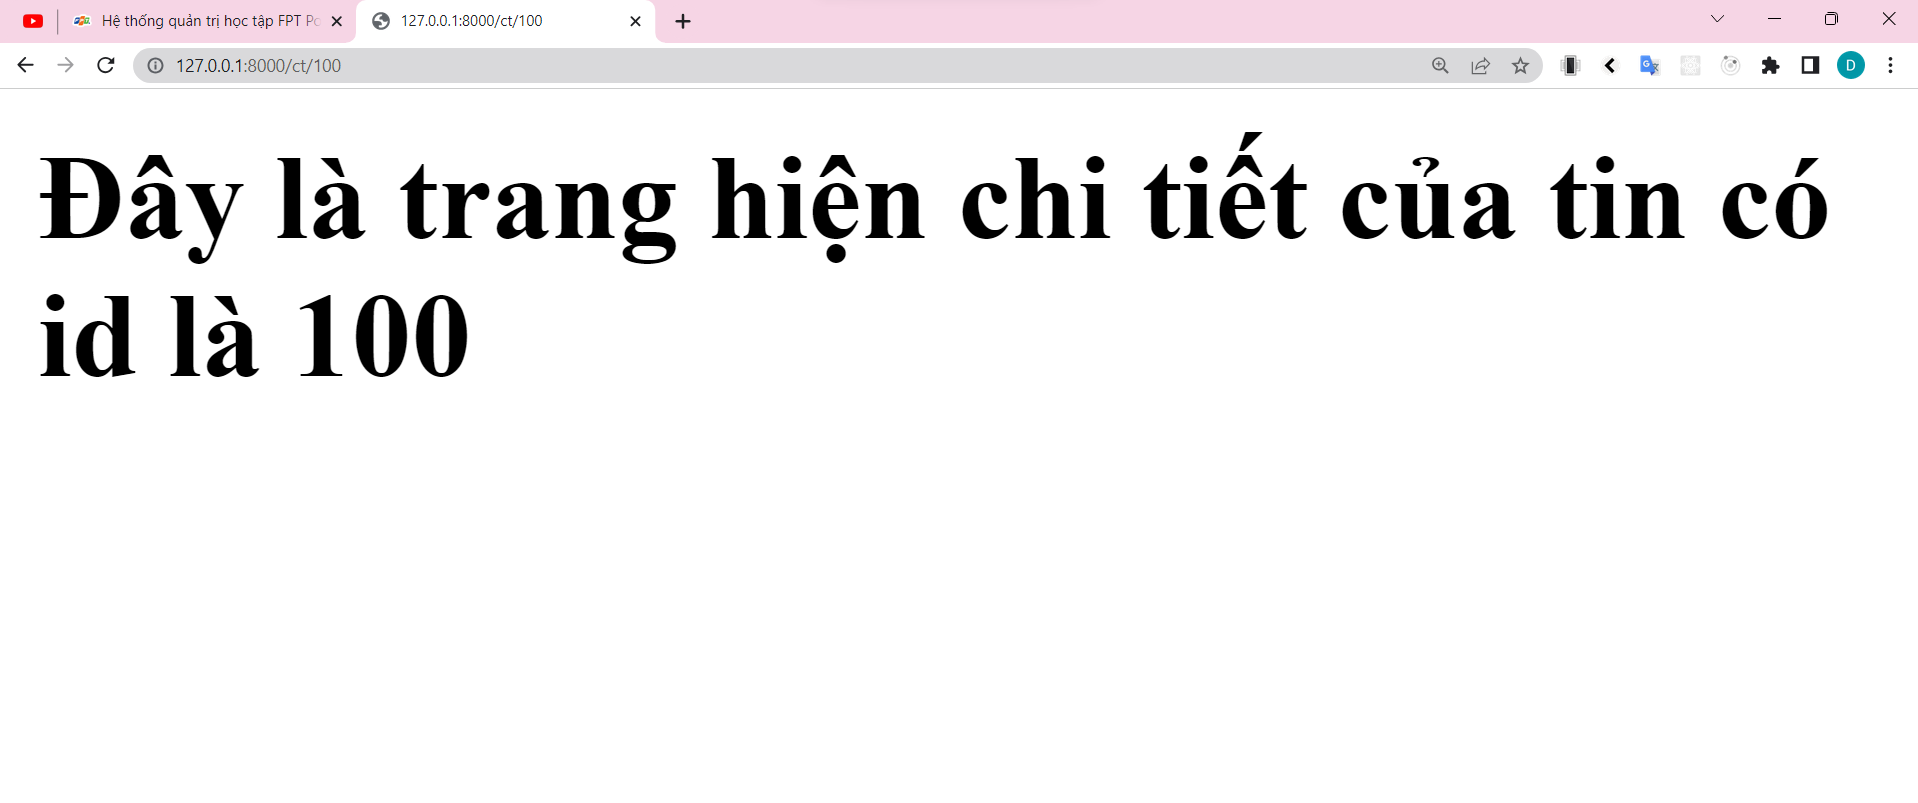 Hệ thống quản trị học tập FPT Po
127.0.0.1:8000/ct/100
127.0.0.1:8000/ct/100
D
Đây là trang hiện chi tiết của tin có
id là 100